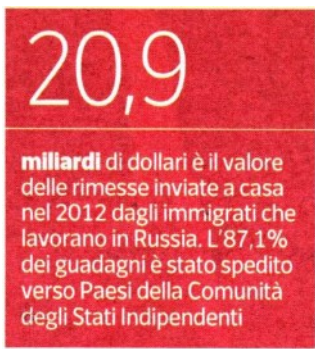 20,9
miliardi di dollari è il valore
delle rimesse inviate a casa
nel 2012 dagli immigrati che
lavorano in Russia. L'87,1%
dei guadagni è stato spedito
verso Paesi della Comunità
degli Stati Indipendenti